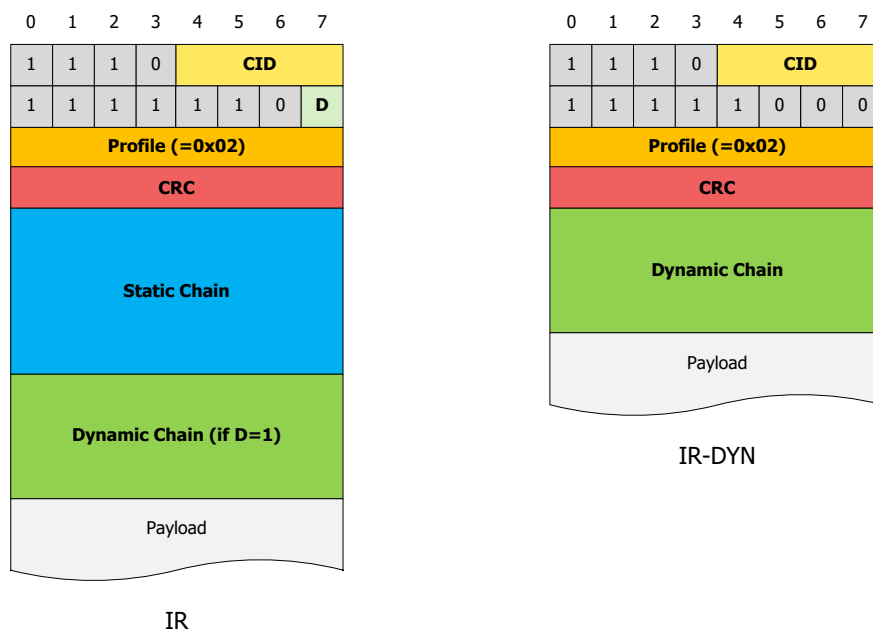 0 1 2 3 4 5 6 7
1 1 1 0 CID
1 1 1 1 1 1 0 D
Profile (=0x02)
CRC
Static Chain
Dynamic Chain (if D=1)
Payload
IR
0 1 2 3 4 5 6 7
1 1 1 0 CID
1 1 1 1 1 0 0 0
Profile (=0x02)
CRC
Dynamic Chain
Payload
IR-DYN